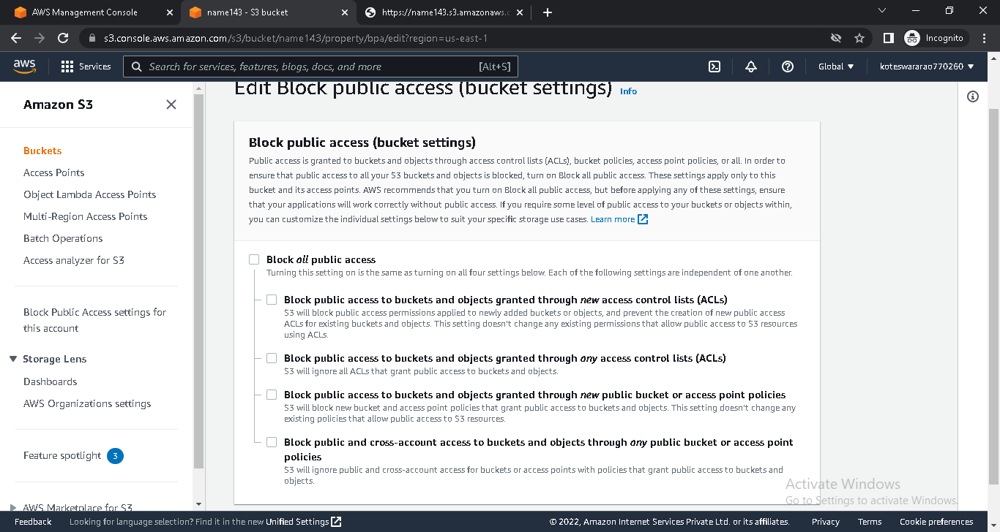 AWS Management Console
name143 - S3 bucket
https://name143.s3.amazonaws.c
s3.console.aws.amazon.com/s3/bucket/name143/property/bpa/edit?region=us-east-1
Incognito
aws
Services
Search for services, features, blogs, docs, and more
[Alt+S]
Global
koteswararao770260
Amazon S3
Buckets
Access Points
Object Lambda Access Points
Multi-Region Access Points
Batch Operations
Access analyzer for S3
Block Public Access settings for
this account
Storage Lens
Dashboards
AWS Organizations settings
Feature spotlight 3
AWS Marketplace for S3
Edit Block public access (bucket settings) Info
Block public access (bucket settings)
Public access is granted to buckets and objects through access control lists (ACLs), bucket policies, access point policies, or all. In order to
ensure that public access to all your S3 buckets and objects is blocked, turn on Block all public access. These settings apply only to this
bucket and its access points. AWS recommends that you turn on Block all public access, but before applying any of these settings, ensure
that your applications will work correctly without public access. If you require some level of public access to your buckets or objects within,
you can customize the individual settings below to suit your specific storage use cases. Learn more
Block all public access
Turning this setting on is the same as turning on all four settings below. Each of the following settings are independent of one another.
Block public access to buckets and objects granted through new access control lists (ACLs)
S3 will block public access permissions applied to newly added buckets or objects, and prevent the creation of new public access
ACLs for existing buckets and objects. This setting doesn't change any existing permissions that allow public access to S3 resources
using ACLs.
Block public access to buckets and objects granted through any access control lists (ACLs)
S3 will ignore all ACLs that grant public access to buckets and objects.
Block public access to buckets and objects granted through new public bucket or access point policies
S3 will block new bucket and access point policies that grant public access to buckets and objects. This setting doesn't change any
existing policies that allow public access to S3 resources.
Block public and cross-account access to buckets and objects through any public bucket or access point
policies
S3 will ignore public and cross-account access for buckets or access points with policies that grant public access to buckets and
objects.
Activate Windows
Go to Settings to activate Windows.
Feedback
Looking for language selection? Find it in the new Unified Settings
© 2022, Amazon Internet Services Private Ltd. or its affiliates.
Privacy
Terms
Cookie preferences